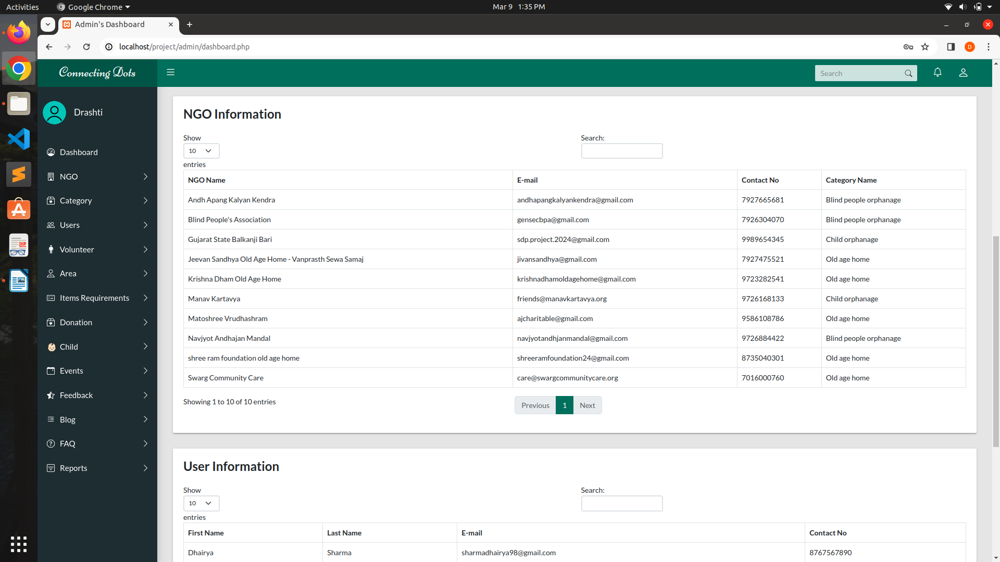 Activities Google Chrome Mar 9 1:35 PM
Admin's Dashboard
localhost/project/admin/dashboard.php D
Connecting Dots Search
Drashti
Dashboard
NGO
Category
Users
Volunteer
Area
Items Requirements
Donation
Child
Events
Feedback
Blog
FAQ
Reports
NGO Information
Show Search:
10
entries
NGO Name E-mail Contact No Category Name
Andh Apang Kalyan Kendra andhapangkalyankendra@gmail.com 7927665681 Blind people orphanage
Blind People's Association gensecbpa@gmail.com 7926304070 Blind people orphanage
Gujarat State Balkanji Bari sdp.project.2024@gmail.com 9989654345 Child orphanage
Jeevan Sandhya Old Age Home - Vanprasth Sewa Samaj jivansandhya@gmail.com 7927475521 Old age home
Krishna Dham Old Age Home krishnadhamoldagehome@gmail.com 9723282541 Old age home
Manav Kartavya friends@manavkartavya.org 9726168133 Child orphanage
Matoshree Vrudhashram ajcharitable@gmail.com 9586108786 Old age home
Navjyot Andhajan Mandal navjyotandhjanmandal@gmail.com 9726884422 Blind people orphanage
shree ram foundation old age home shreeramfoundation24@gmail.com 8735040301 Old age home
Swarg Community Care care@swargcommunitycare.org 7016000760 Old age home
Showing 1 to 10 of 10 entries Previous 1 Next
User Information
Show Search:
10
entries
First Name Last Name E-mail Contact No
Dhairya Sharma sharmadhairya98@gmail.com 8767567890